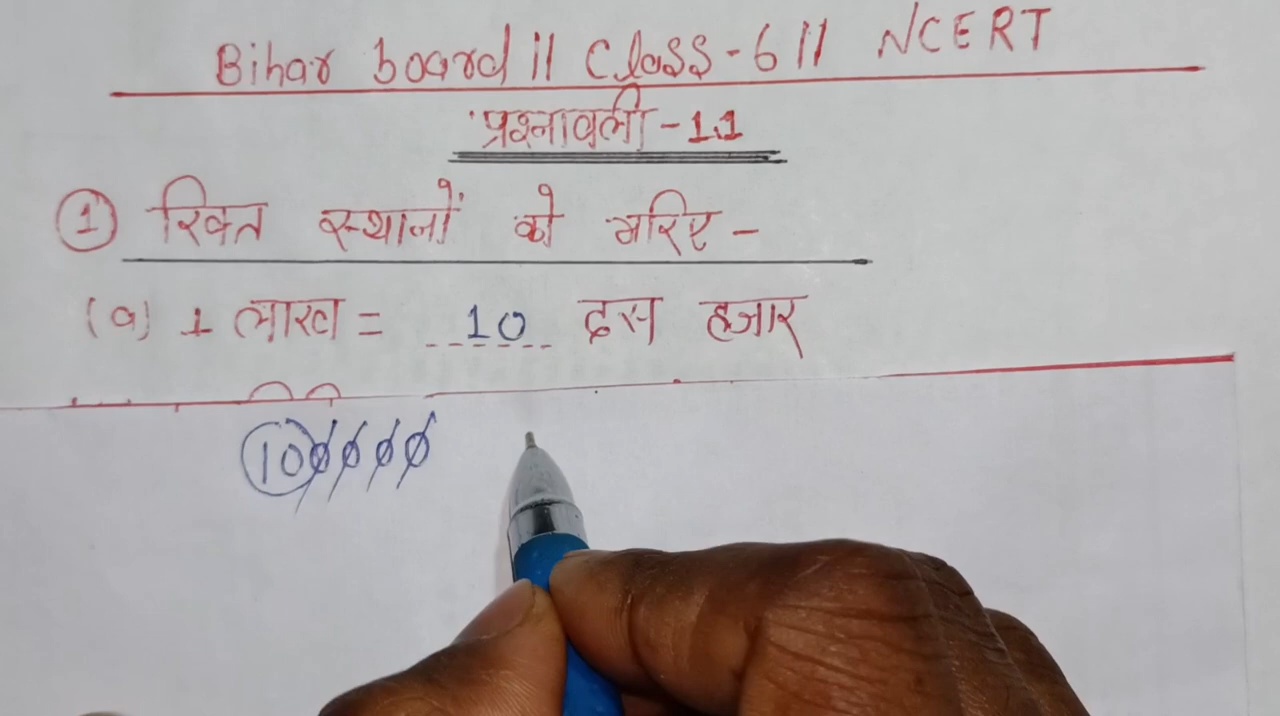 Bihar board || Class-6 || NCERT
प्रश्नावली-1.1
① रिक्त स्थानों को भरिए-
(a) 1 लाख = 10 दस हजार
100000